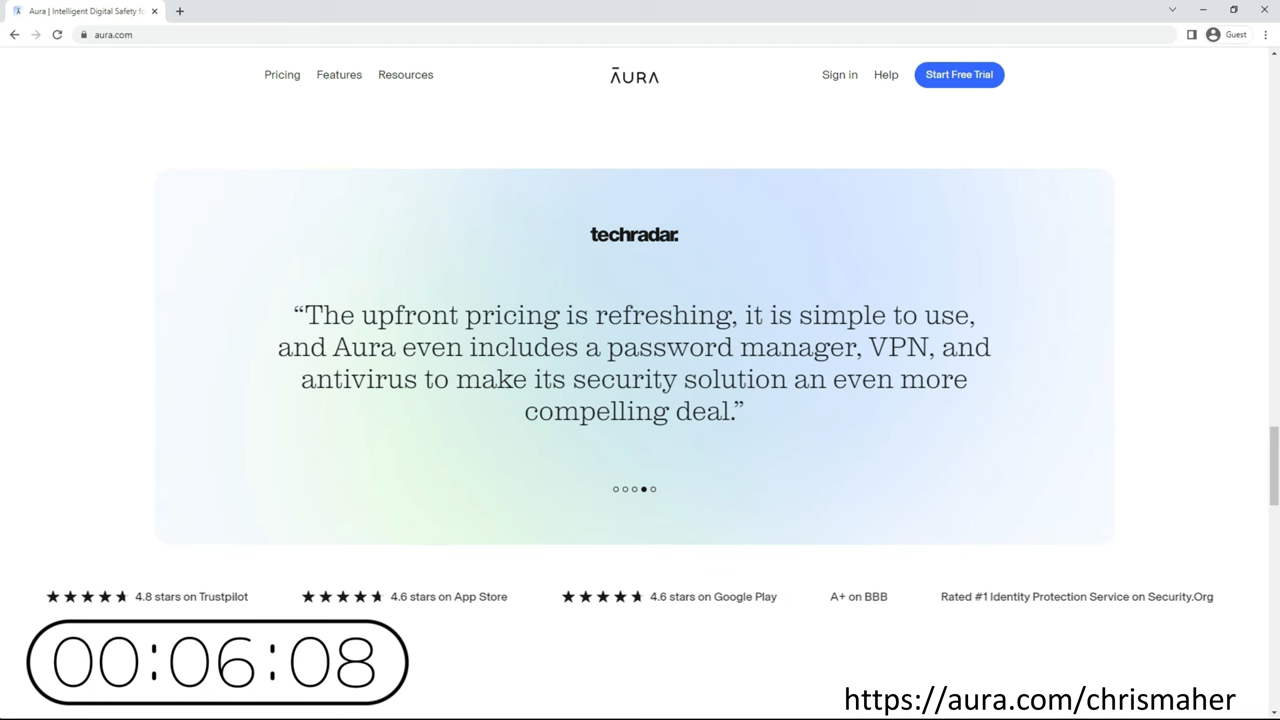 Aura | Intelligent Digital Safety fo
aura.com
Guest
Pricing Features Resources
ĀURA
Sign in Help Start Free Trial
techradar.
“The upfront pricing is refreshing, it is simple to use,
and Aura even includes a password manager, VPN, and
antivirus to make its security solution an even more
compelling deal.”
4.8 stars on Trustpilot 4.6 stars on App Store 4.6 stars on Google Play A+ on BBB Rated #1 Identity Protection Service on Security.Org
00:06:08
https://aura.com/chrismaher